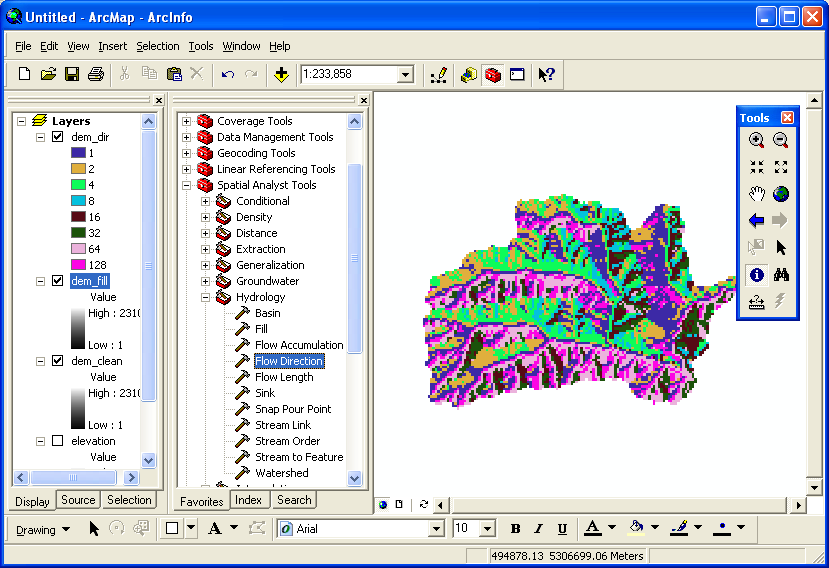 Untitled - ArcMap - ArcInfo
File Edit View Insert Selection Tools Window Help
1:233,858
Layers
dem_dir
1
2
4
8
16
32
64
128
dem_fill
Value
High : 2310
Low : 1
dem_clean
Value
High : 2310
Low : 1
elevation
Value
Display Source Selection
Coverage Tools
Data Management Tools
Geocoding Tools
Linear Referencing Tools
Spatial Analyst Tools
Conditional
Density
Distance
Extraction
Generalization
Groundwater
Hydrology
Basin
Fill
Flow Accumulation
Flow Direction
Flow Length
Sink
Snap Pour Point
Stream Link
Stream Order
Stream to Feature
Watershed
Favorites Index Search
Tools
Drawing
A
Arial
10
B I U A
494878.13 5306699.06 Meters